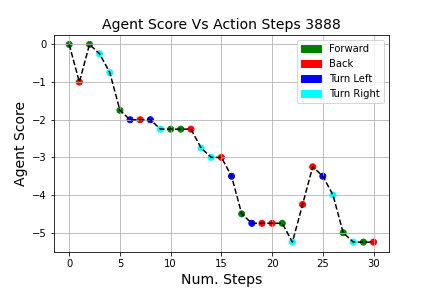 Agent Score Vs Action Steps 3888
Forward
Back
Turn Left
Turn Right
Agent Score
0
−1
−2
−3
−4
−5
0 5 10 15 20 25 30
Num. Steps